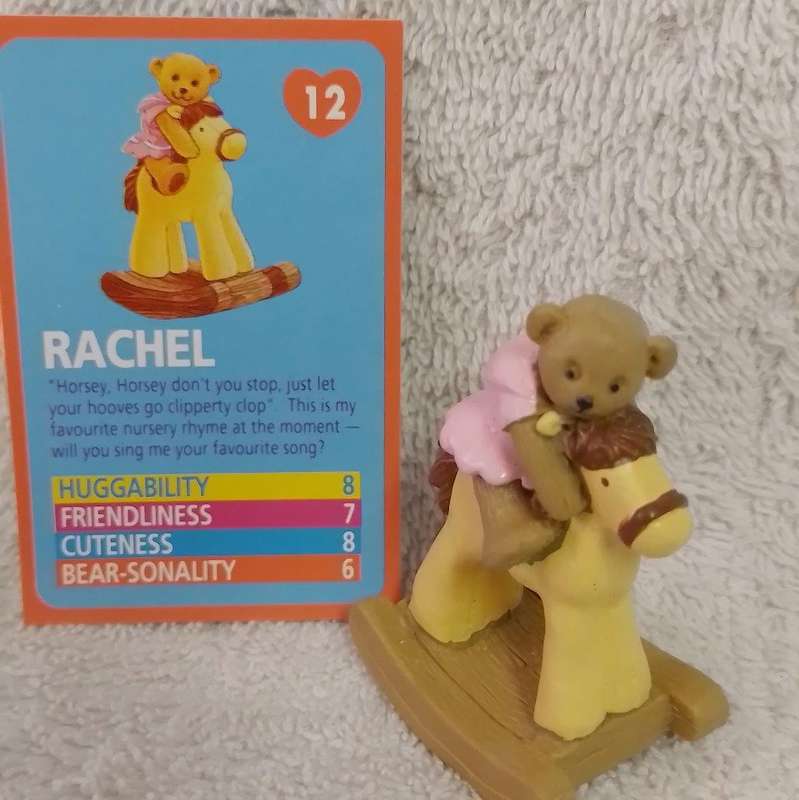 12
RACHEL
"Horsey, Horsey don't you stop, just let
your hooves go clipperty clop". This is my
favourite nursery rhyme at the moment —
will you sing me your favourite song?
HUGGABILITY 8
FRIENDLINESS 7
CUTENESS 8
BEAR-SONALITY 6